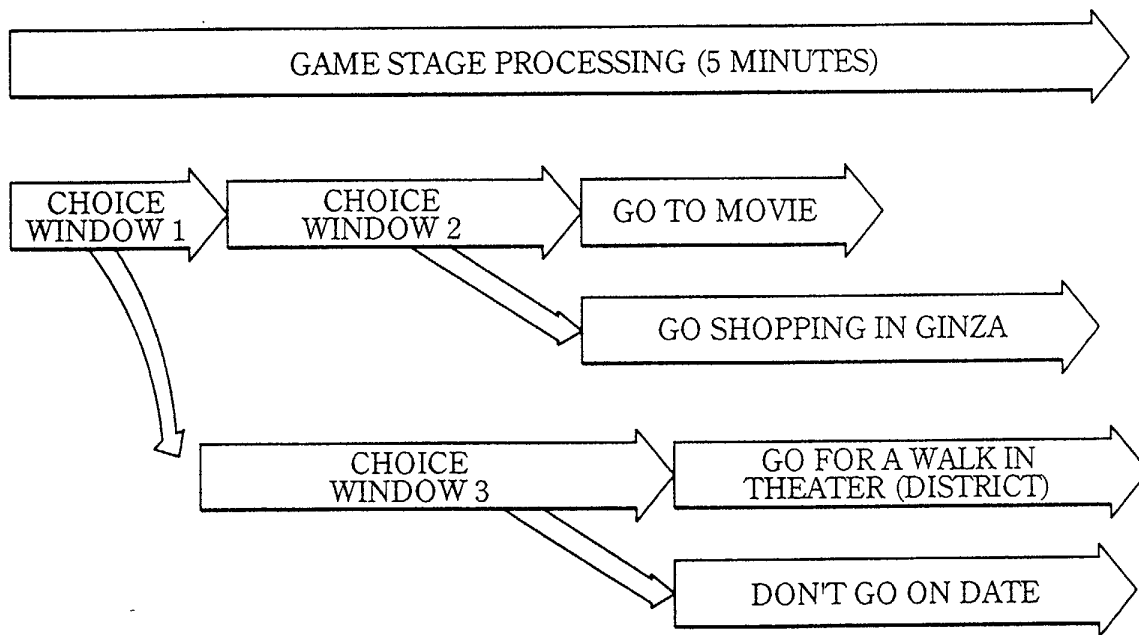 GAME STAGE PROCESSING (5 MINUTES)
CHOICE
WINDOW 1
CHOICE
WINDOW 2
GO TO MOVIE
GO SHOPPING IN GINZA
CHOICE
WINDOW 3
GO FOR A WALK IN
THEATER (DISTRICT)
DON'T GO ON DATE